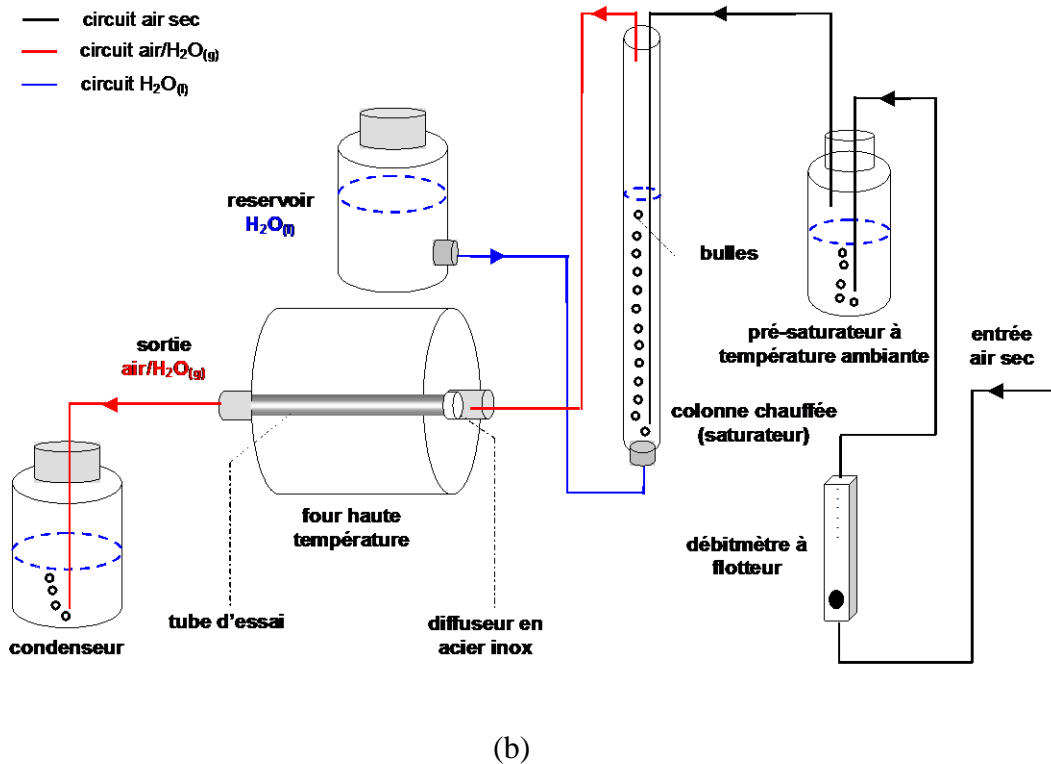 circuit air sec
circuit air/H₂O₍g₎
circuit H₂O₍l₎
reservoir
H₂O₍l₎
bulles
pré-saturateur à
température ambiante
entrée
air sec
sortie
air/H₂O₍g₎
colonne chauffée
(saturateur)
four haute
température
débitmètre à
flotteur
tube d'essai
diffuseur en
acier inox
condenseur
(b)